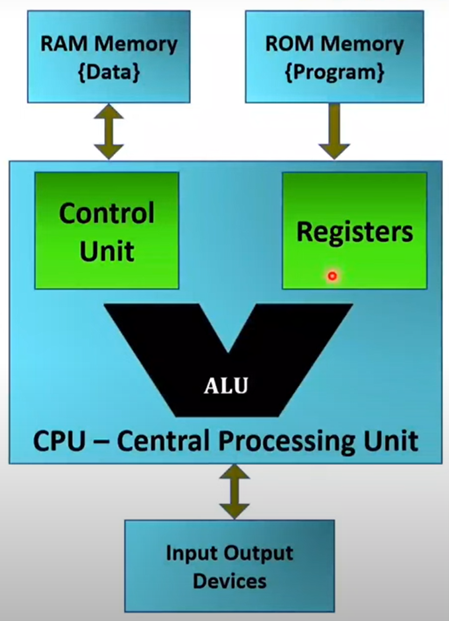 RAM Memory
{Data}
ROM Memory
{Program}
Control
Unit
Registers
ALU
CPU – Central Processing Unit
Input Output
Devices